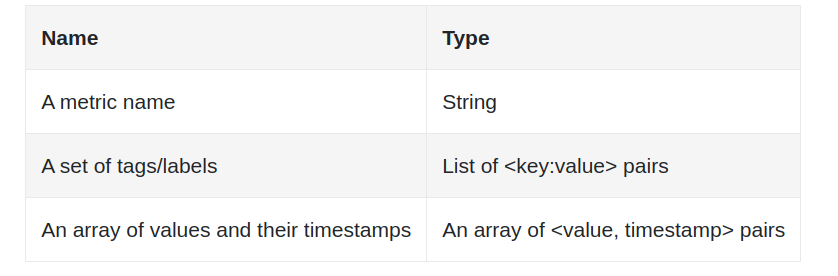 Name Type
A metric name String
A set of tags/labels List of <key:value> pairs
An array of values and their timestamps An array of <value, timestamp> pairs